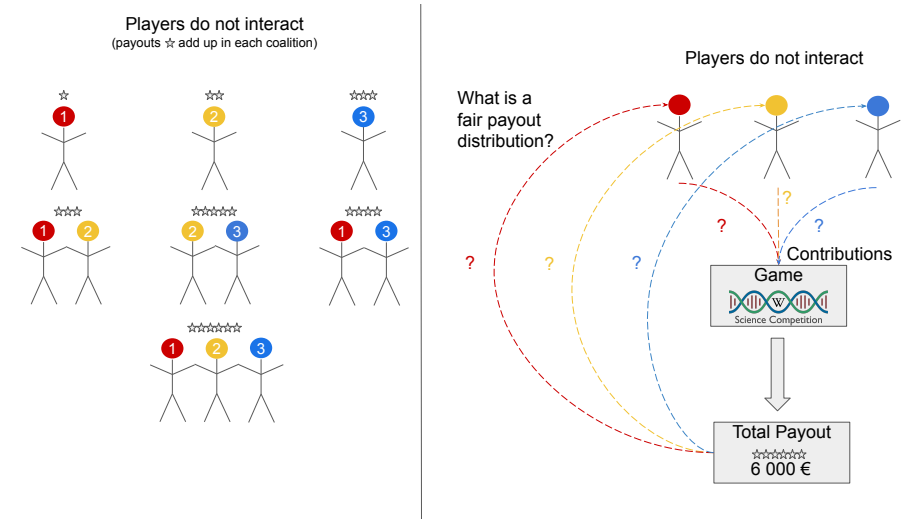 Players do not interact
(payouts ☆ add up in each coalition)
☆
☆☆
☆☆☆
1
2
3
☆☆☆
☆☆☆☆☆☆
☆☆☆☆☆
1
2
2
3
1
3
☆☆☆☆☆☆
1
2
3
Players do not interact
What is a
fair payout
distribution?
?
?
?
?
?
?
Contributions
Game
W
Science Competition
Total Payout
☆☆☆☆☆☆
6 000 €